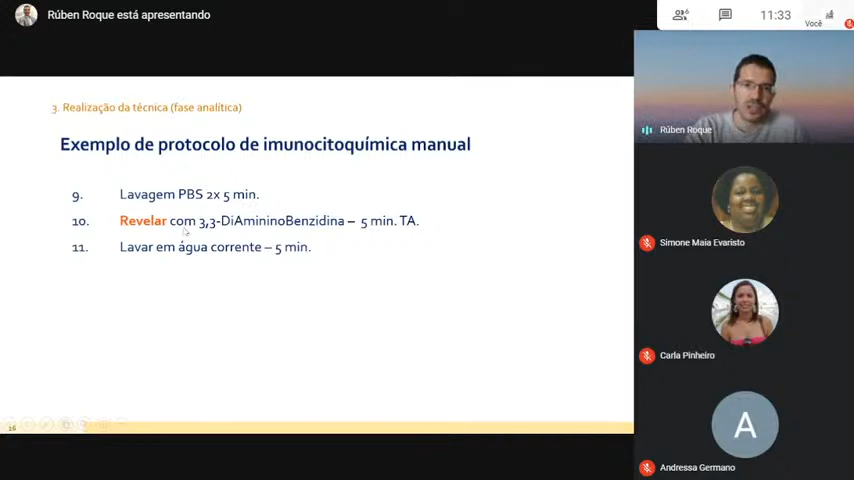 Rúben Roque está apresentando
6
11:33
Você
3. Realização da técnica (fase analítica)
Exemplo de protocolo de imunocitoquímica manual
9. Lavagem PBS 2x 5 min.
10. Revelar com 3,3-DiAmininoBenzidina – 5 min. TA.
11. Lavar em água corrente – 5 min.
16
Rúben Roque
Simone Maia Evaristo
Carla Pinheiro
A
Andressa Germano